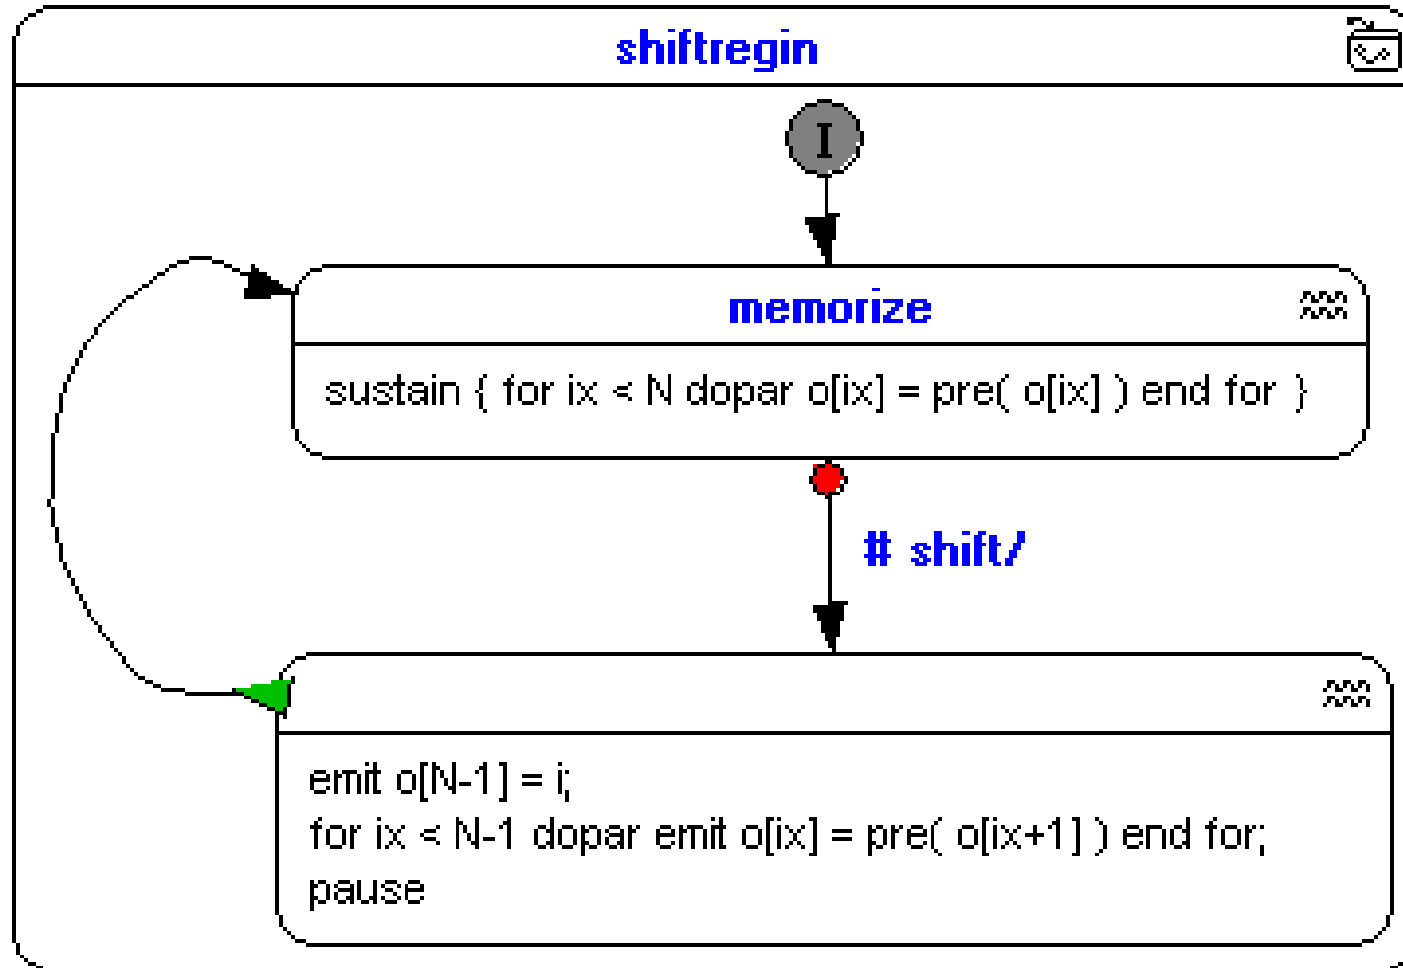 shiftregin
I
memorize
sustain { for ix < N dopar o[ix] = pre( o[ix] ) end for }
# shift/
emit o[N-1] = i;
for ix < N-1 dopar emit o[ix] = pre( o[ix+1] ) end for;
pause